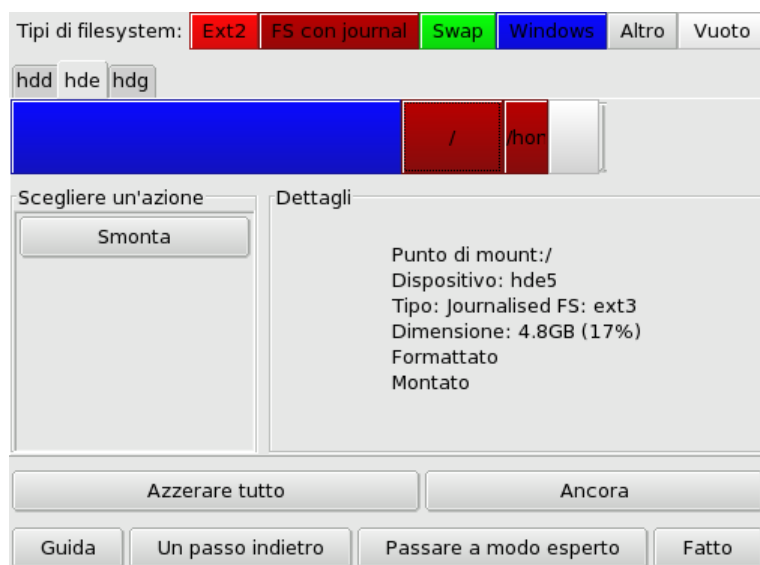 Tipi di filesystem: Ext2 FS con journal Swap Windows Altro Vuoto
hdd hde hdg
/ /hon
Scegliere un'azione
Smonta
Dettagli
Punto di mount:/
Dispositivo: hde5
Tipo: Journalised FS: ext3
Dimensione: 4.8GB (17%)
Formattato
Montato
Azzerare tutto Ancora
Guida Un passo indietro Passare a modo esperto Fatto